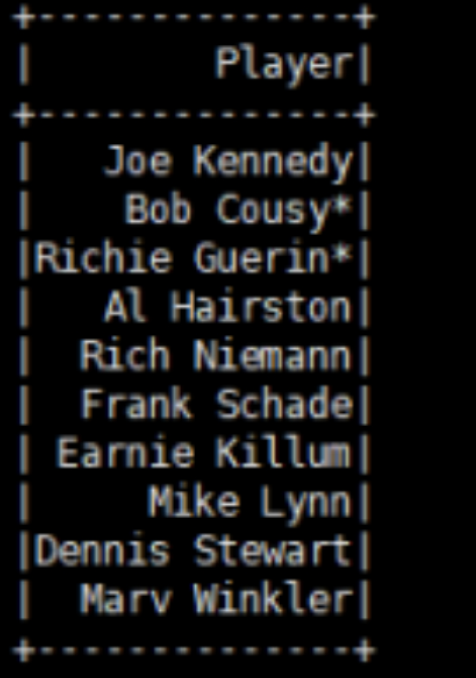 +--------------+
|        Player|
+--------------+
|   Joe Kennedy|
|    Bob Cousy*|
|Richie Guerin*|
|   Al Hairston|
|  Rich Niemann|
|  Frank Schade|
| Earnie Killum|
|     Mike Lynn|
|Dennis Stewart|
|  Marv Winkler|
+--------------+